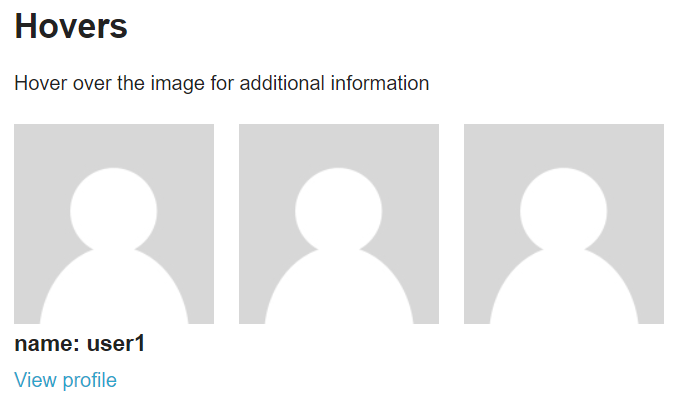 Hovers
Hover over the image for additional information
name: user1
View profile